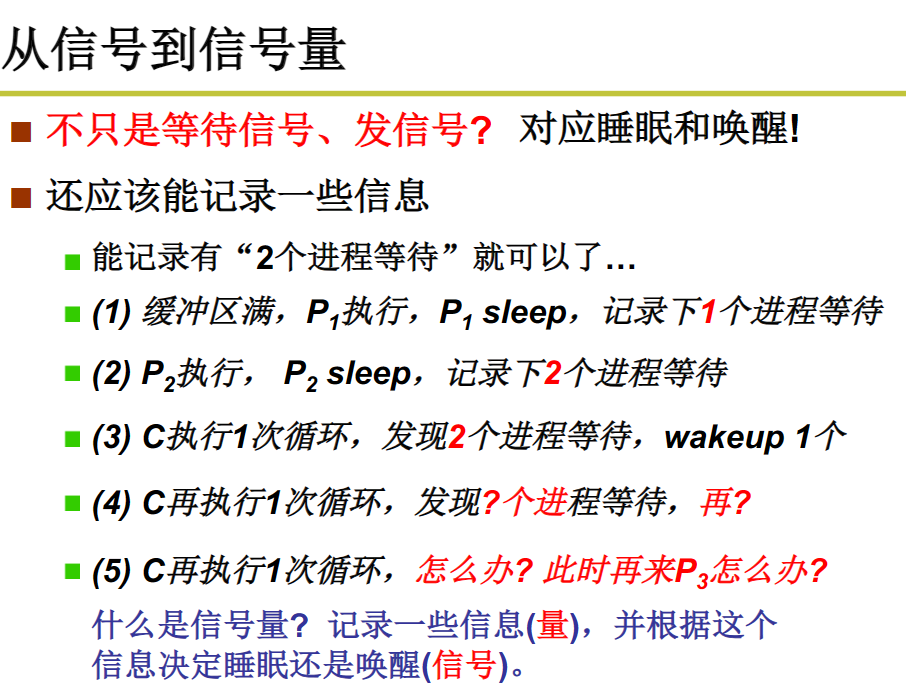 从信号到信号量
不只是等待信号、发信号? 对应睡眠和唤醒!
还应该能记录一些信息
能记录有“2个进程等待”就可以了…
(1) 缓冲区满，P1执行，P1 sleep，记录下1个进程等待
(2) P2执行， P2 sleep，记录下2个进程等待
(3) C执行1次循环，发现2个进程等待，wakeup 1个
(4) C再执行1次循环，发现?个进程等待，再?
(5) C再执行1次循环，怎么办? 此时再来P3怎么办?
什么是信号量? 记录一些信息(量)，并根据这个
信息决定睡眠还是唤醒(信号)。